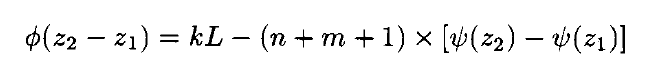 ϕ(z₂ − z₁) = kL − (n + m + 1) × [ψ(z₂) − ψ(z₁)]